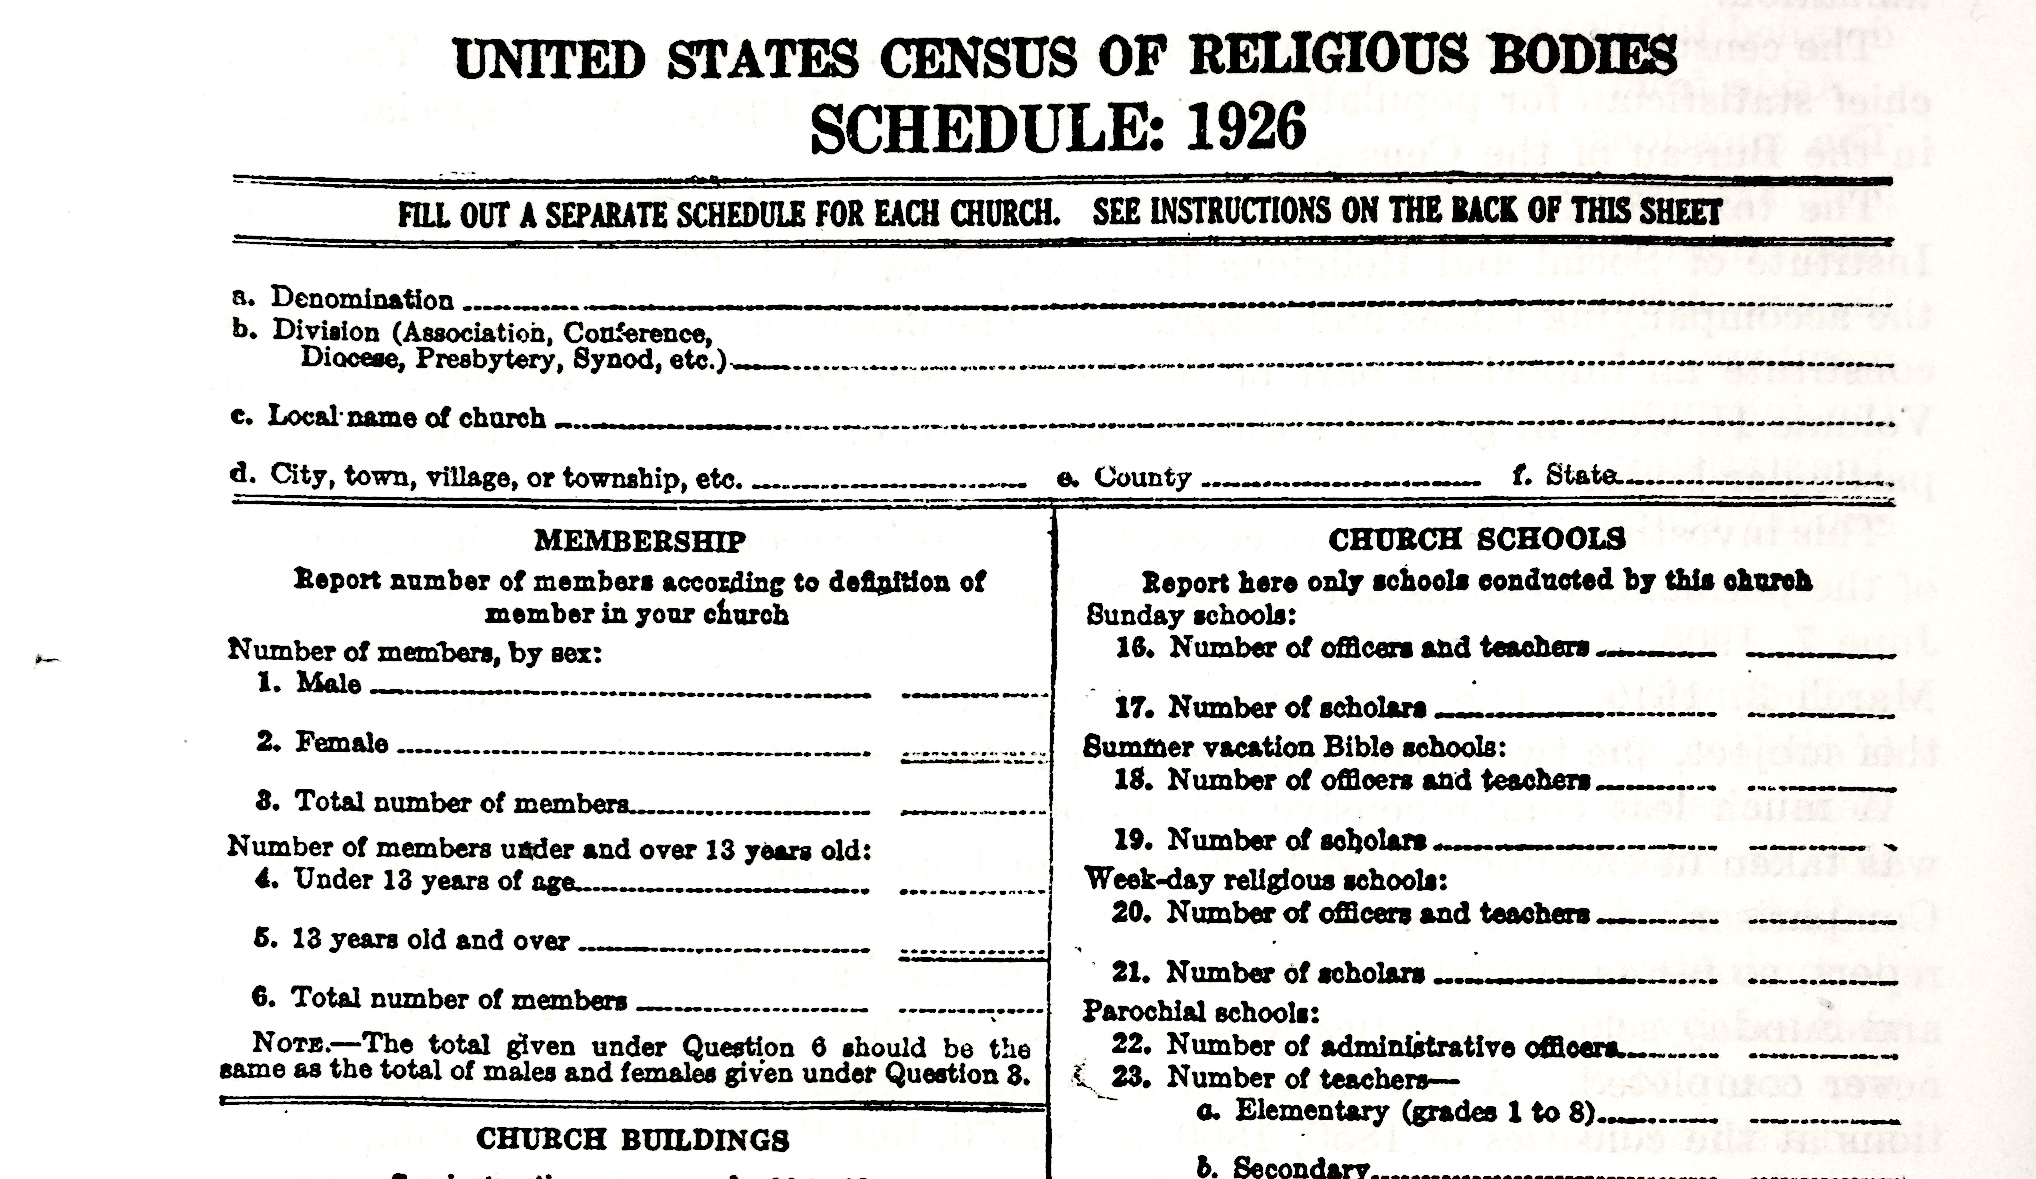 UNITED STATES CENSUS OF RELIGIOUS BODIES
SCHEDULE: 1926
FILL OUT A SEPARATE SCHEDULE FOR EACH CHURCH. SEE INSTRUCTIONS ON THE BACK OF THIS SHEET
a. Denomination
b. Division (Association, Conference,
Diocese, Presbytery, Synod, etc.)
c. Local name of church
d. City, town, village, or township, etc. e. County f. State
MEMBERSHIP
Report number of members according to definition of
member in your church
Number of members, by sex:
1. Male
2. Female
3. Total number of members
Number of members under and over 13 years old:
4. Under 13 years of age
5. 13 years old and over
6. Total number of members
NOTE.—The total given under Question 6 should be the
same as the total of males and females given under Question 3.
CHURCH BUILDINGS
CHURCH SCHOOLS
Report here only schools conducted by this church
Sunday schools:
16. Number of officers and teachers
17. Number of scholars
Summer vacation Bible schools:
18. Number of officers and teachers
19. Number of scholars
Week-day religious schools:
20. Number of officers and teachers
21. Number of scholars
Parochial schools:
22. Number of administrative officers
23. Number of teachers—
a. Elementary (grades 1 to 8)
b. Secondary